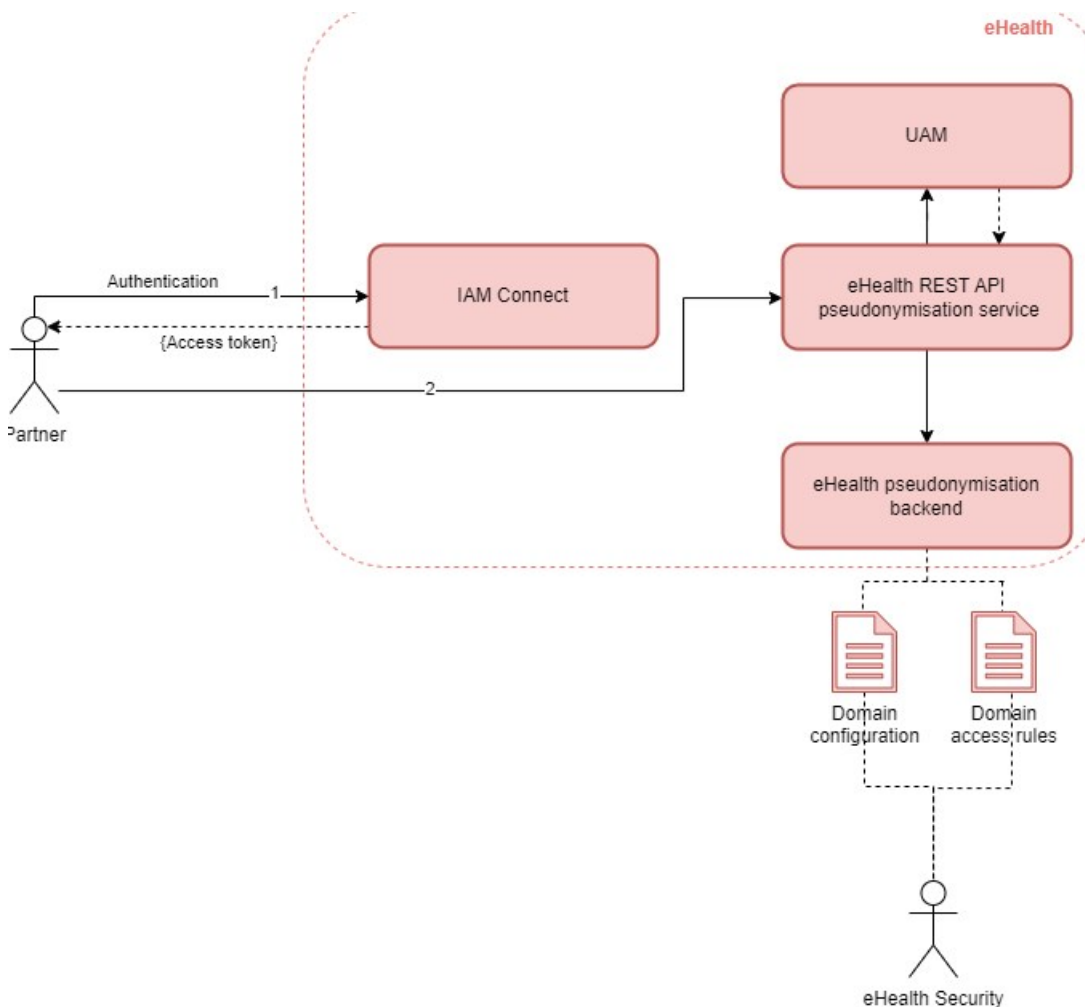 eHealth
UAM
Authentication
1
IAM Connect
eHealth REST API
pseudonymisation service
{Access token}
2
Partner
eHealth pseudonymisation
backend
Domain
configuration
Domain
access rules
eHealth Security